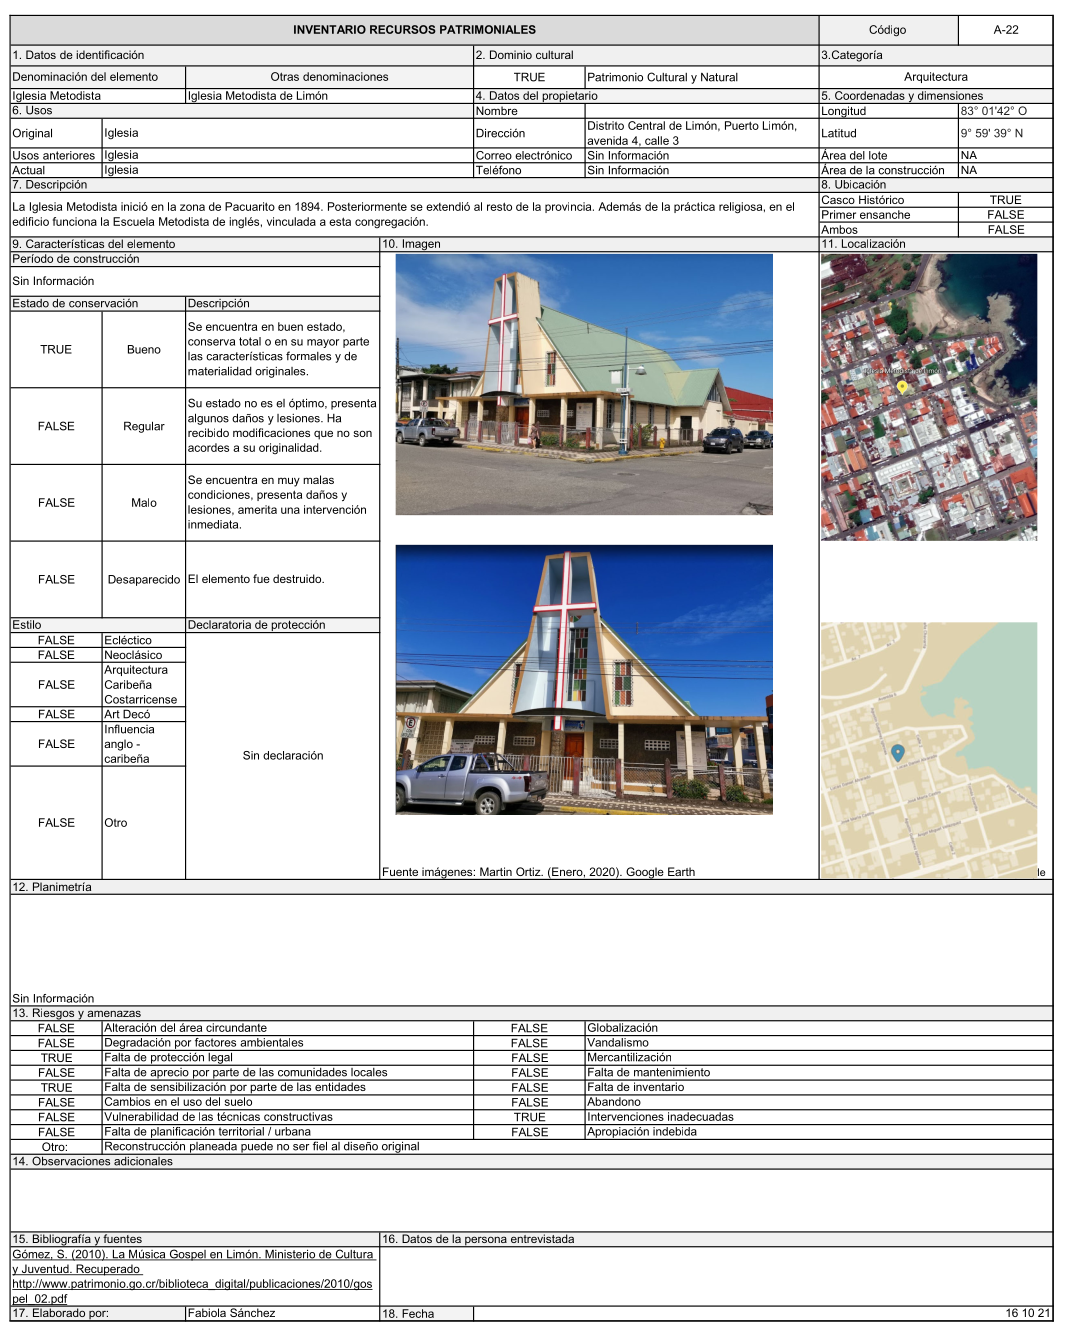 INVENTARIO RECURSOS PATRIMONIALES Código A-22
1. Datos de identificación 2. Dominio cultural 3.Categoría
Denominación del elemento Otras denominaciones TRUE Patrimonio Cultural y Natural Arquitectura
Iglesia Metodista Iglesia Metodista de Limón 4. Datos del propietario 5. Coordenadas y dimensiones
6. Usos Nombre Longitud 83° 01'42" O
Original Iglesia Dirección Distrito Central de Limón, Puerto Limón,
avenida 4, calle 3 Latitud 9° 59' 39° N
Usos anteriores Iglesia Correo electrónico Sin Información Área del lote NA
Actual Iglesia Teléfono Sin Información Área de la construcción NA
7. Descripción 8. Ubicación
La Iglesia Metodista inició en la zona de Pacuarito en 1894. Posteriormente se extendió al resto de la provincia. Además de la práctica religiosa, en el
edificio funciona la Escuela Metodista de inglés, vinculada a esta congregación.
Casco Histórico TRUE
Primer ensanche FALSE
Ambos FALSE
9. Características del elemento 10. Imagen 11. Localización
Período de construcción
Sin Información
Estado de conservación Descripción
TRUE Bueno Se encuentra en buen estado,
conserva total o en su mayor parte
las características formales y de
materialidad originales.
FALSE Regular Su estado no es el óptimo, presenta
algunos daños y lesiones. Ha
recibido modificaciones que no son
acordes a su originalidad.
FALSE Malo Se encuentra en muy malas
condiciones, presenta daños y
lesiones, amerita una intervención
inmediata.
FALSE Desaparecido El elemento fue destruido.
Estilo Declaratoria de protección
FALSE Ecléctico
FALSE Neoclásico
FALSE Arquitectura
Caribeña
Costarricense
FALSE Art Decó
FALSE Influencia
anglo -
caribeña
Sin declaración
FALSE Otro
Iglesia Metodista de Limón
E
Fuente imágenes: Martin Ortiz. (Enero, 2020). Google Earth
le
12. Planimetría
Sin Información
13. Riesgos y amenazas
FALSE Alteración del área circundante FALSE Globalización
FALSE Degradación por factores ambientales FALSE Vandalismo
TRUE Falta de protección legal FALSE Mercantilización
FALSE Falta de aprecio por parte de las comunidades locales FALSE Falta de mantenimiento
TRUE Falta de sensibilización por parte de las entidades FALSE Falta de inventario
FALSE Cambios en el uso del suelo FALSE Abandono
FALSE Vulnerabilidad de las técnicas constructivas TRUE Intervenciones inadecuadas
FALSE Falta de planificación territorial / urbana FALSE Apropiación indebida
Otro: Reconstrucción planeada puede no ser fiel al diseño original
14. Observaciones adicionales
15. Bibliografía y fuentes 16. Datos de la persona entrevistada
Gómez, S. (2010). La Música Gospel en Limón. Ministerio de Cultura
y Juventud. Recuperado
http://www.patrimonio.go.cr/biblioteca_digital/publicaciones/2010/gos
pel_02.pdf
17. Elaborado por: Fabiola Sánchez 18. Fecha 16 10 21